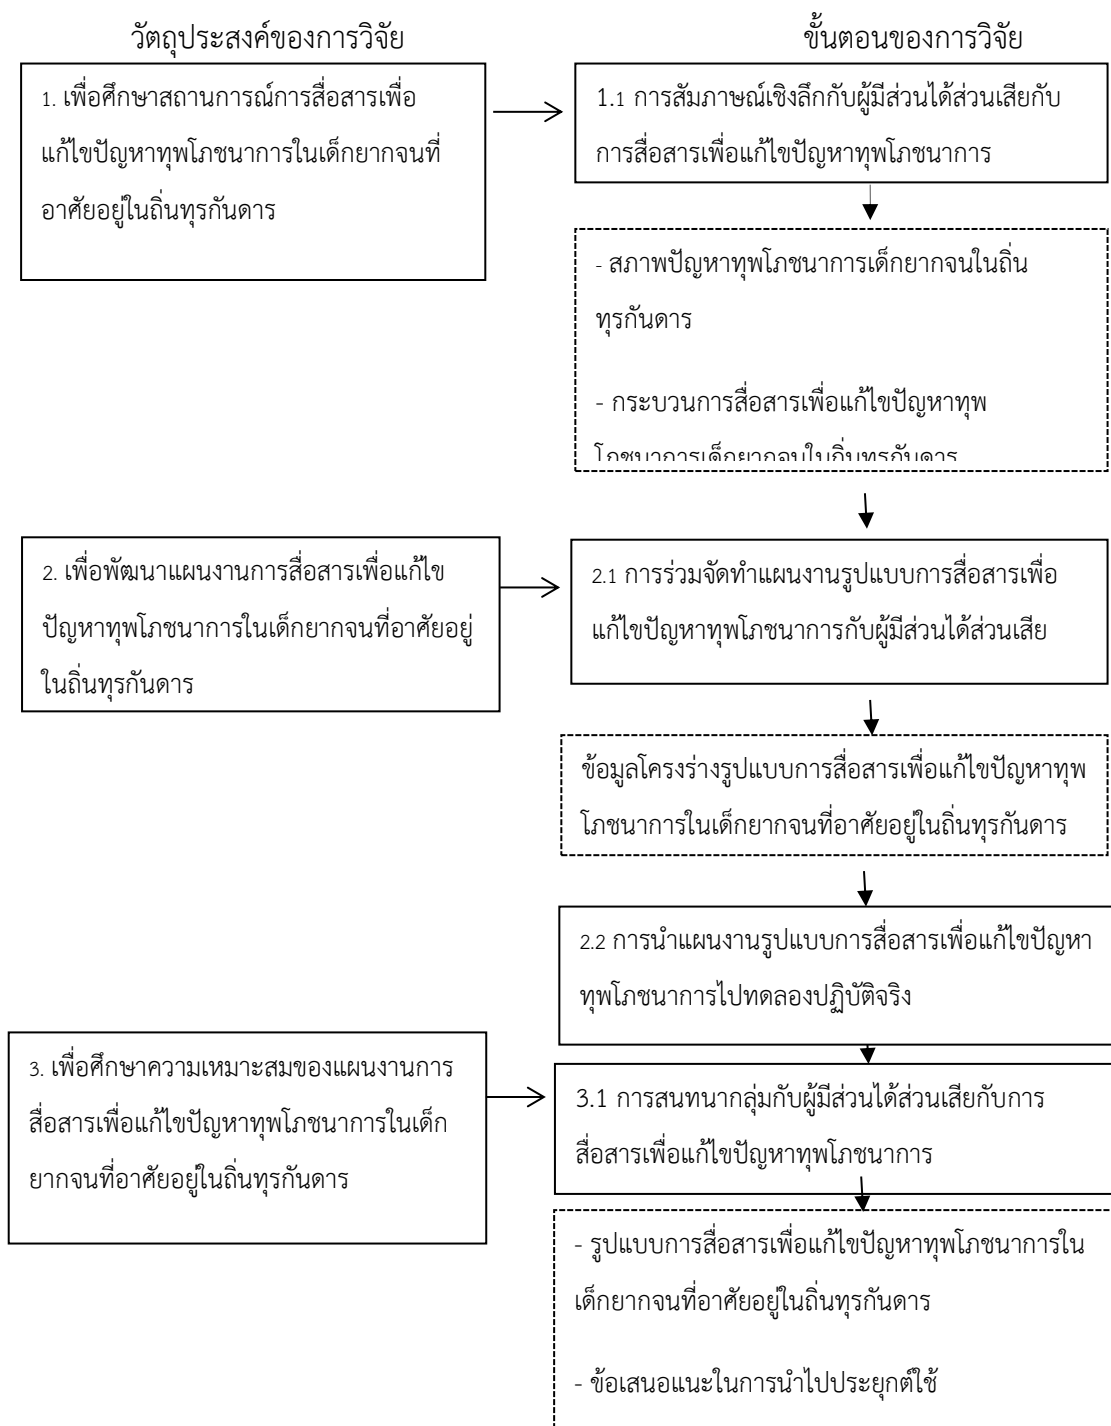 วัตถุประสงค์ของการวิจัย
ขั้นตอนของการวิจัย
1. เพื่อศึกษาสถานการณ์การสื่อสารเพื่อ
แก้ไขปัญหาทุพโภชนาการในเด็กยากจนที่
อาศัยอยู่ในถิ่นทุรกันดาร
1.1 การสัมภาษณ์เชิงลึกกับผู้มีส่วนได้ส่วนเสียกับ
การสื่อสารเพื่อแก้ไขปัญหาทุพโภชนาการ
- สภาพปัญหาทุพโภชนาการเด็กยากจนในถิ่น
ทุรกันดาร
- กระบวนการสื่อสารเพื่อแก้ไขปัญหาทุพ
โภชนาการเด็กยากจนในถิ่นทุรกันดาร
2. เพื่อพัฒนาแผนงานการสื่อสารเพื่อแก้ไข
ปัญหาทุพโภชนาการในเด็กยากจนที่อาศัยอยู่
ในถิ่นทุรกันดาร
2.1 การร่วมจัดทำแผนงานรูปแบบการสื่อสารเพื่อ
แก้ไขปัญหาทุพโภชนาการกับผู้มีส่วนได้ส่วนเสีย
ข้อมูลโครงร่างรูปแบบการสื่อสารเพื่อแก้ไขปัญหาทุพ
โภชนาการในเด็กยากจนที่อาศัยอยู่ในถิ่นทุรกันดาร
2.2 การนำแผนงานรูปแบบการสื่อสารเพื่อแก้ไขปัญหา
ทุพโภชนาการไปทดลองปฏิบัติจริง
3. เพื่อศึกษาความเหมาะสมของแผนงานการ
สื่อสารเพื่อแก้ไขปัญหาทุพโภชนาการในเด็ก
ยากจนที่อาศัยอยู่ในถิ่นทุรกันดาร
3.1 การสนทนากลุ่มกับผู้มีส่วนได้ส่วนเสียกับการ
สื่อสารเพื่อแก้ไขปัญหาทุพโภชนาการ
- รูปแบบการสื่อสารเพื่อแก้ไขปัญหาทุพโภชนาการใน
เด็กยากจนที่อาศัยอยู่ในถิ่นทุรกันดาร
- ข้อเสนอแนะในการนำไปประยุกต์ใช้